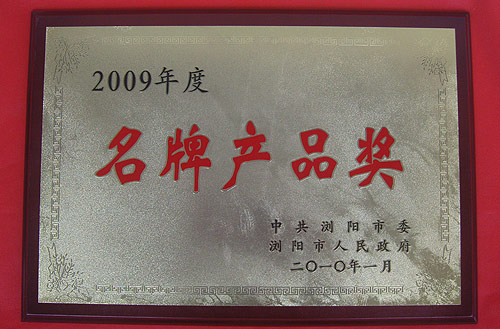 2009年度
名牌产品奖
中共浏阳市委
浏阳市人民政府
二〇一〇年一月